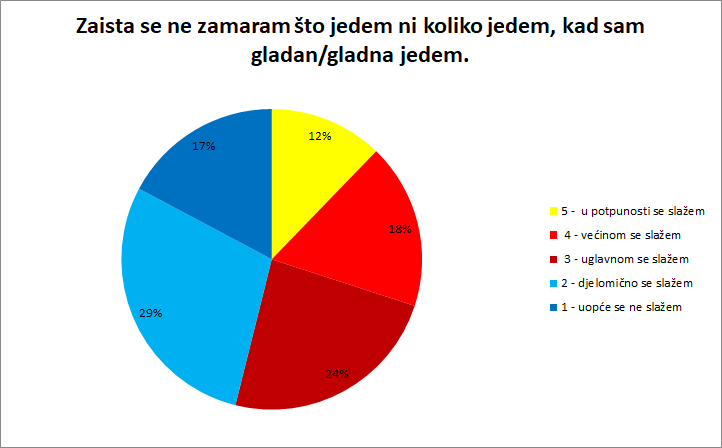 Zaista se ne zamaram što jedem ni koliko jedem, kad sam
gladan/gladna jedem.
12%
17%
18%
29%
24%
5 -  u potpunosti se slažem
4 - većinom se slažem
3 - uglavnom se slažem
2 - djelomično se slažem
1 - uopće se ne slažem